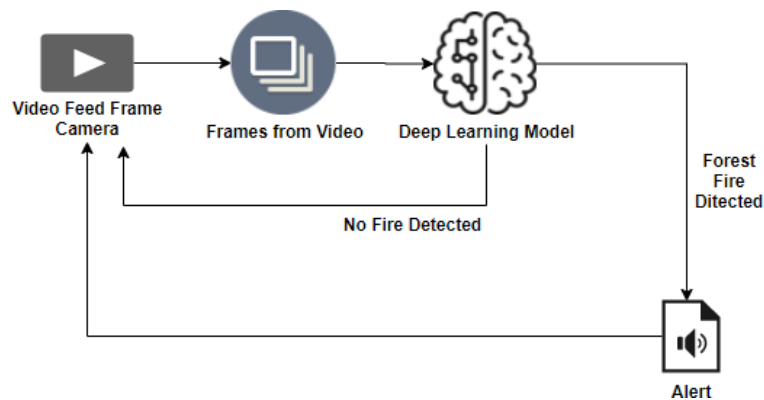 Video Feed Frame
Camera
Frames from Video
Deep Learning Model
Forest
Fire
Ditected
No Fire Detected
Alert